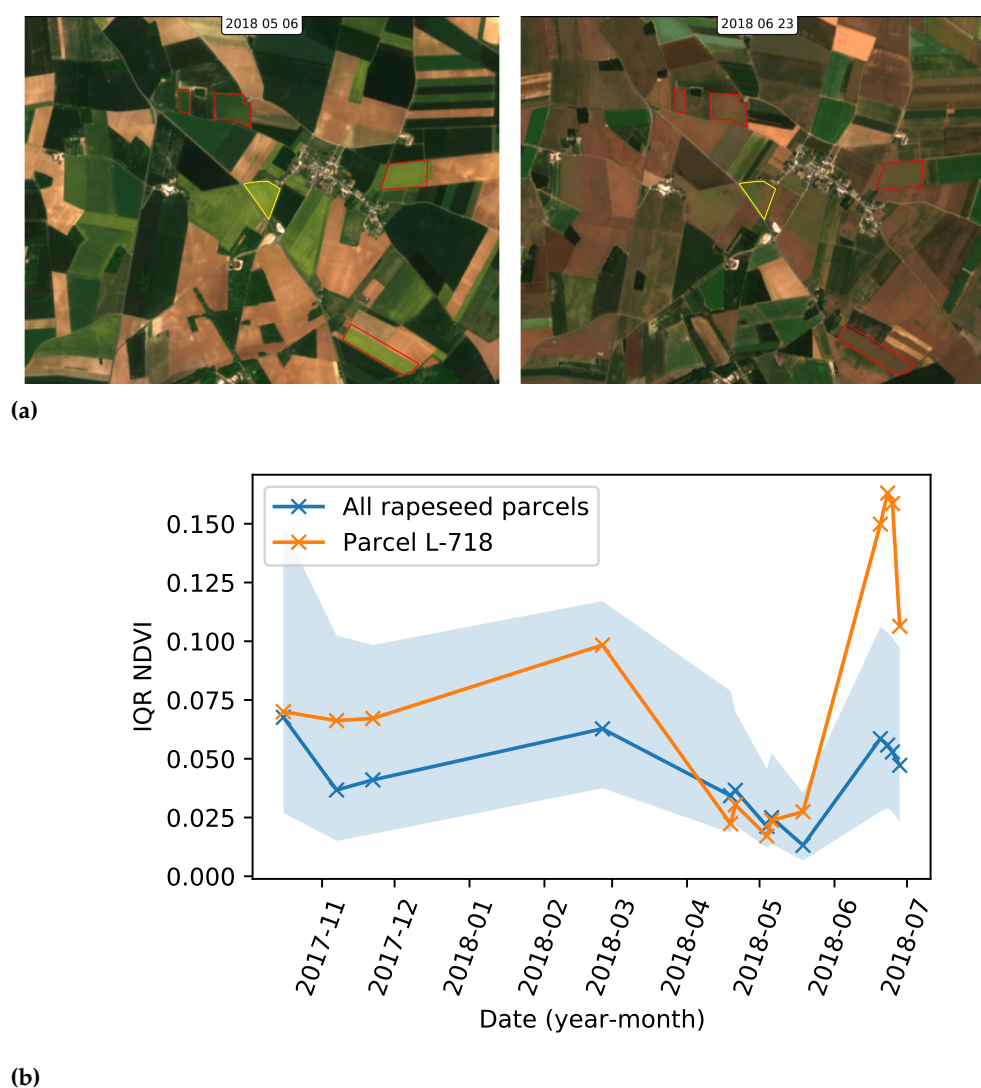 2018 05 06
2018 06 23
(a)
All rapeseed parcels
Parcel L-718
IQR NDVI
0.150
0.125
0.100
0.075
0.050
0.025
0.000
2017-11
2017-12
2018-01
2018-02
2018-03
2018-04
2018-05
2018-06
2018-07
Date (year-month)
(b)